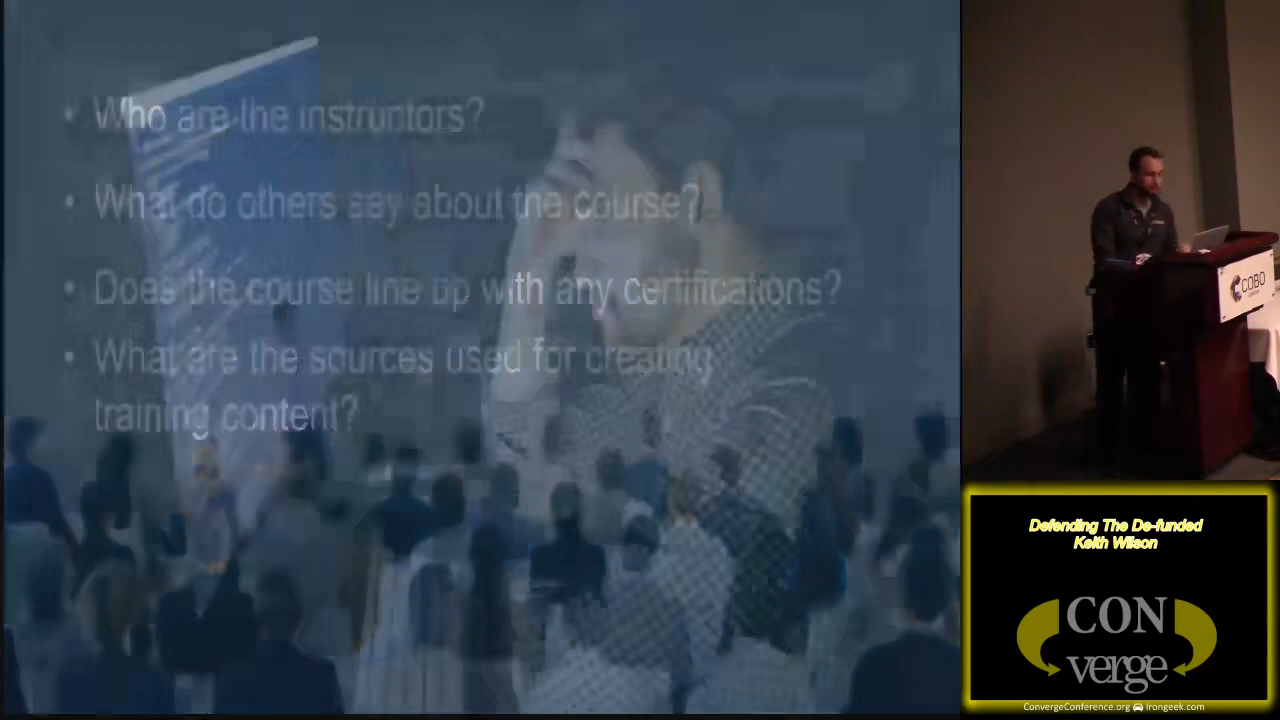 • Who are the instructors?
• What do others say about the course?
• Does the course line up with any certifications?
• What are the sources used for creating
training content?
COBO
Defending The De-funded
Keith Wilson
CON
verge
ConvergeConference.org Irongeek.com